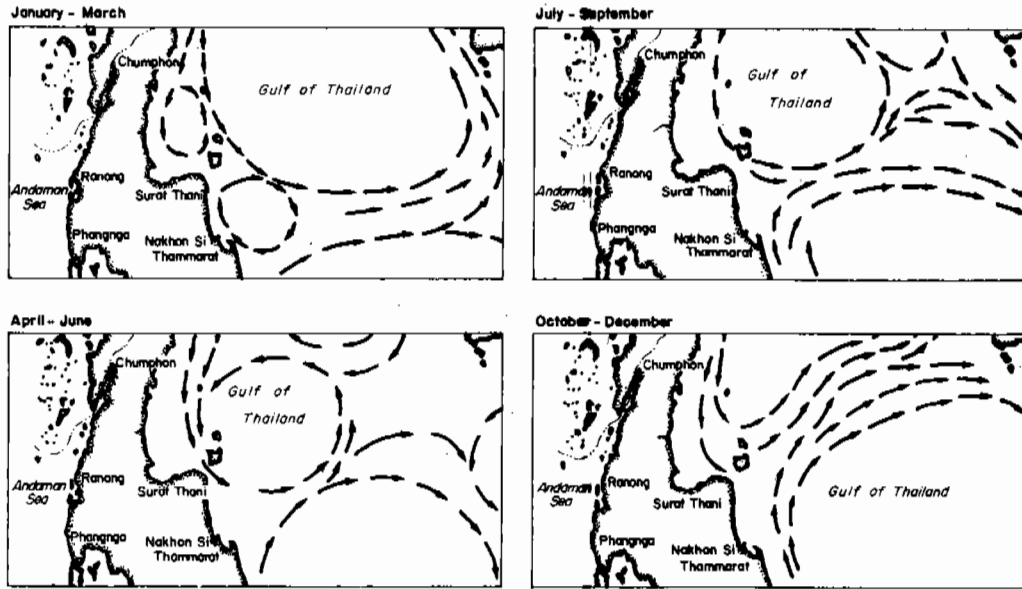 January - March
Chumphon
Gulf of Thailand
Andaman
Sea
Ranong
Surat Thani
Phangnga
Nakhon Si
Thammarat
July - September
Chumphon
Gulf of
Thailand
Andaman
Sea
Ranong
Surat Thani
Phangnga
Nakhon Si
Thammarat
April - June
Chumphon
Gulf of
Thailand
Andaman
Sea
Ranong
Surat Thani
Phangnga
Nakhon Si
Thammarat
October - December
Chumphon
Andaman
Sea
Ranong
Surat Thani
Gulf of Thailand
Phangnga
Nakhon Si
Thammarat